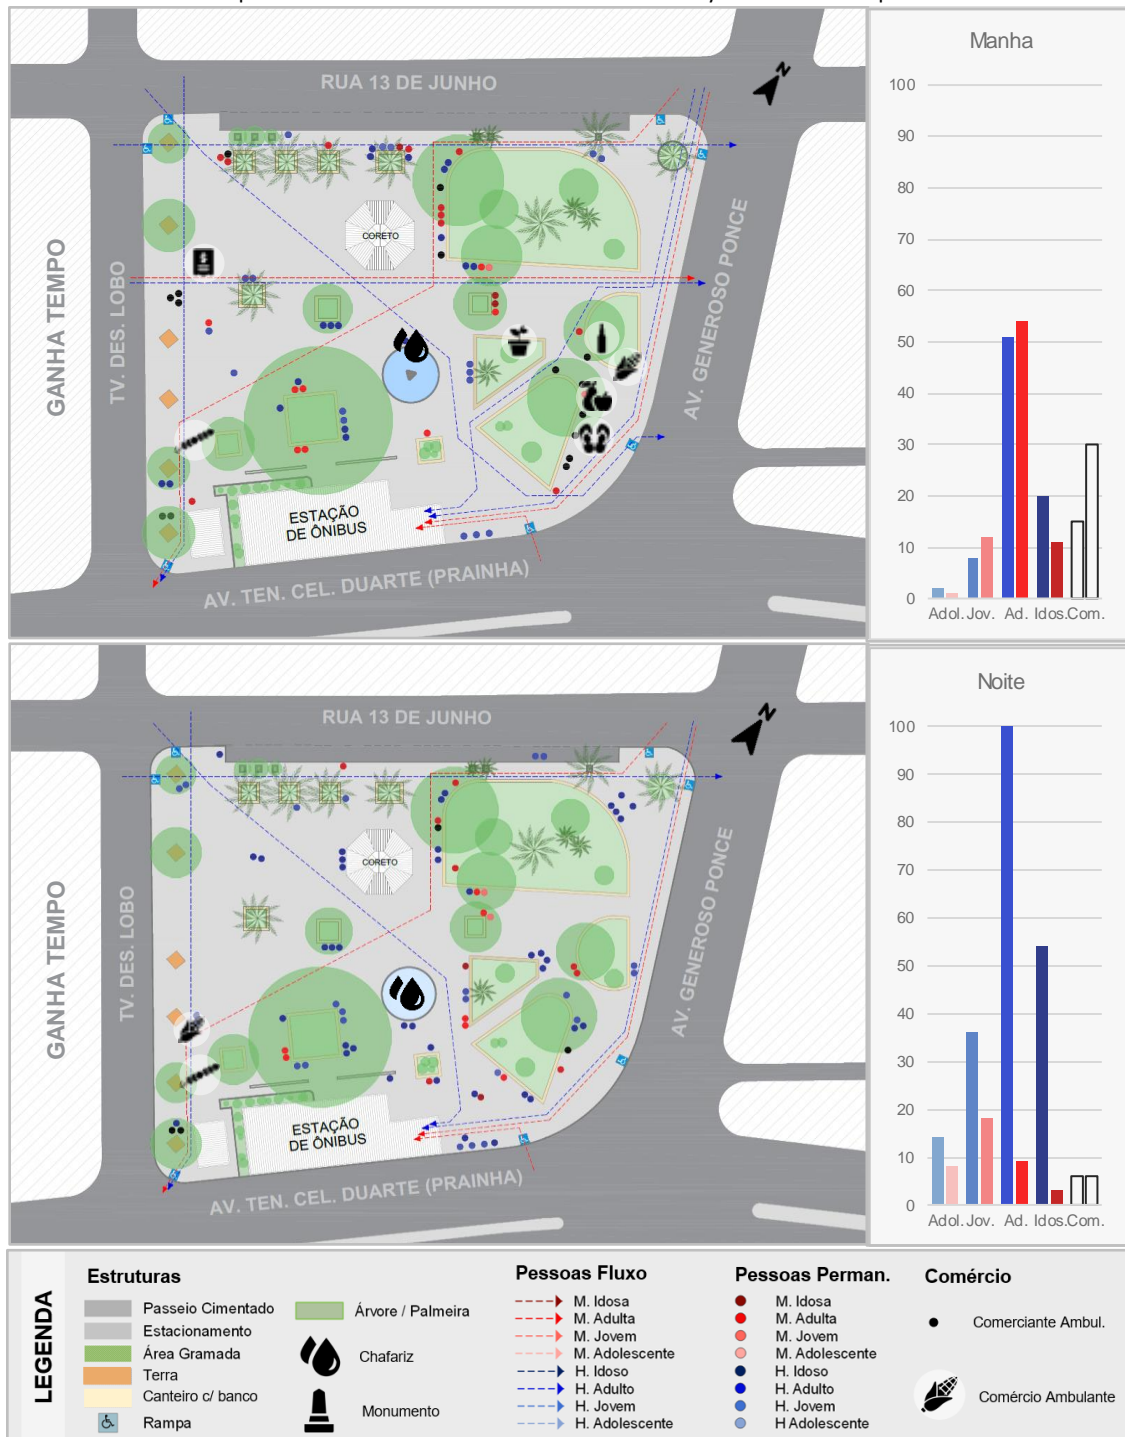 RUA 13 DE JUNHO
N
CORETO
GANHA TEMPO
TV. DES. LOBO
$
AV. GENEROSO PONCE
ESTAÇÃO
DE ÔNIBUS
AV. TEN. CEL. DUARTE (PRAINHA)
Manha
100
90
80
70
60
50
40
30
20
10
0
Adol. Jov. Ad. Idos. Com.
RUA 13 DE JUNHO
N
CORETO
GANHA TEMPO
TV. DES. LOBO
AV. GENEROSO PONCE
ESTAÇÃO
DE ÔNIBUS
AV. TEN. CEL. DUARTE (PRAINHA)
Noite
100
90
80
70
60
50
40
30
20
10
0
Adol. Jov. Ad. Idos. Com.
LEGENDA
Estruturas
Passeio Cimentado
Estacionamento
Área Gramada
Terra
Canteiro c/ banco
Rampa
Árvore / Palmeira
Chafariz
Monumento
Pessoas Fluxo
M. Idosa
M. Adulta
M. Jovem
M. Adolescente
H. Idoso
H. Adulto
H. Jovem
H. Adolescente
Pessoas Perman.
M. Idosa
M. Adulta
M. Jovem
M. Adolescente
H. Idoso
H. Adulto
H. Jovem
H Adolescente
Comércio
Comerciante Ambul.
Comércio Ambulante